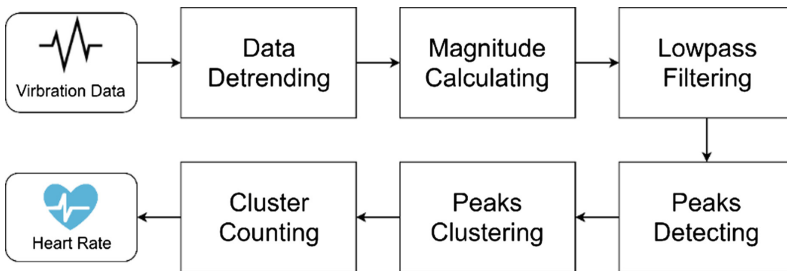 Virbration Data
Data
Detrending
Magnitude
Calculating
Lowpass
Filtering
Peaks
Detecting
Peaks
Clustering
Cluster
Counting
Heart Rate